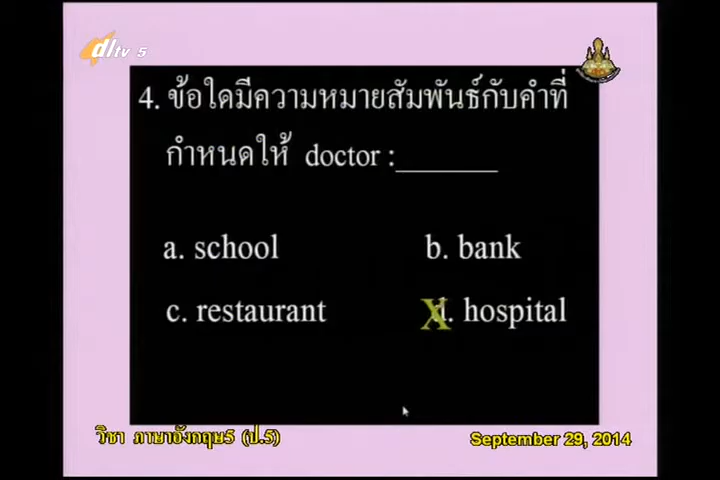 dltv 5
4. ข้อใดมีความหมายสัมพันธ์กับคำที่
กำหนดให้ doctor :_______
a. school b. bank
c. restaurant X d. hospital
วิชา ภาษาอังกฤษ5 (ป.5) September 29, 2014